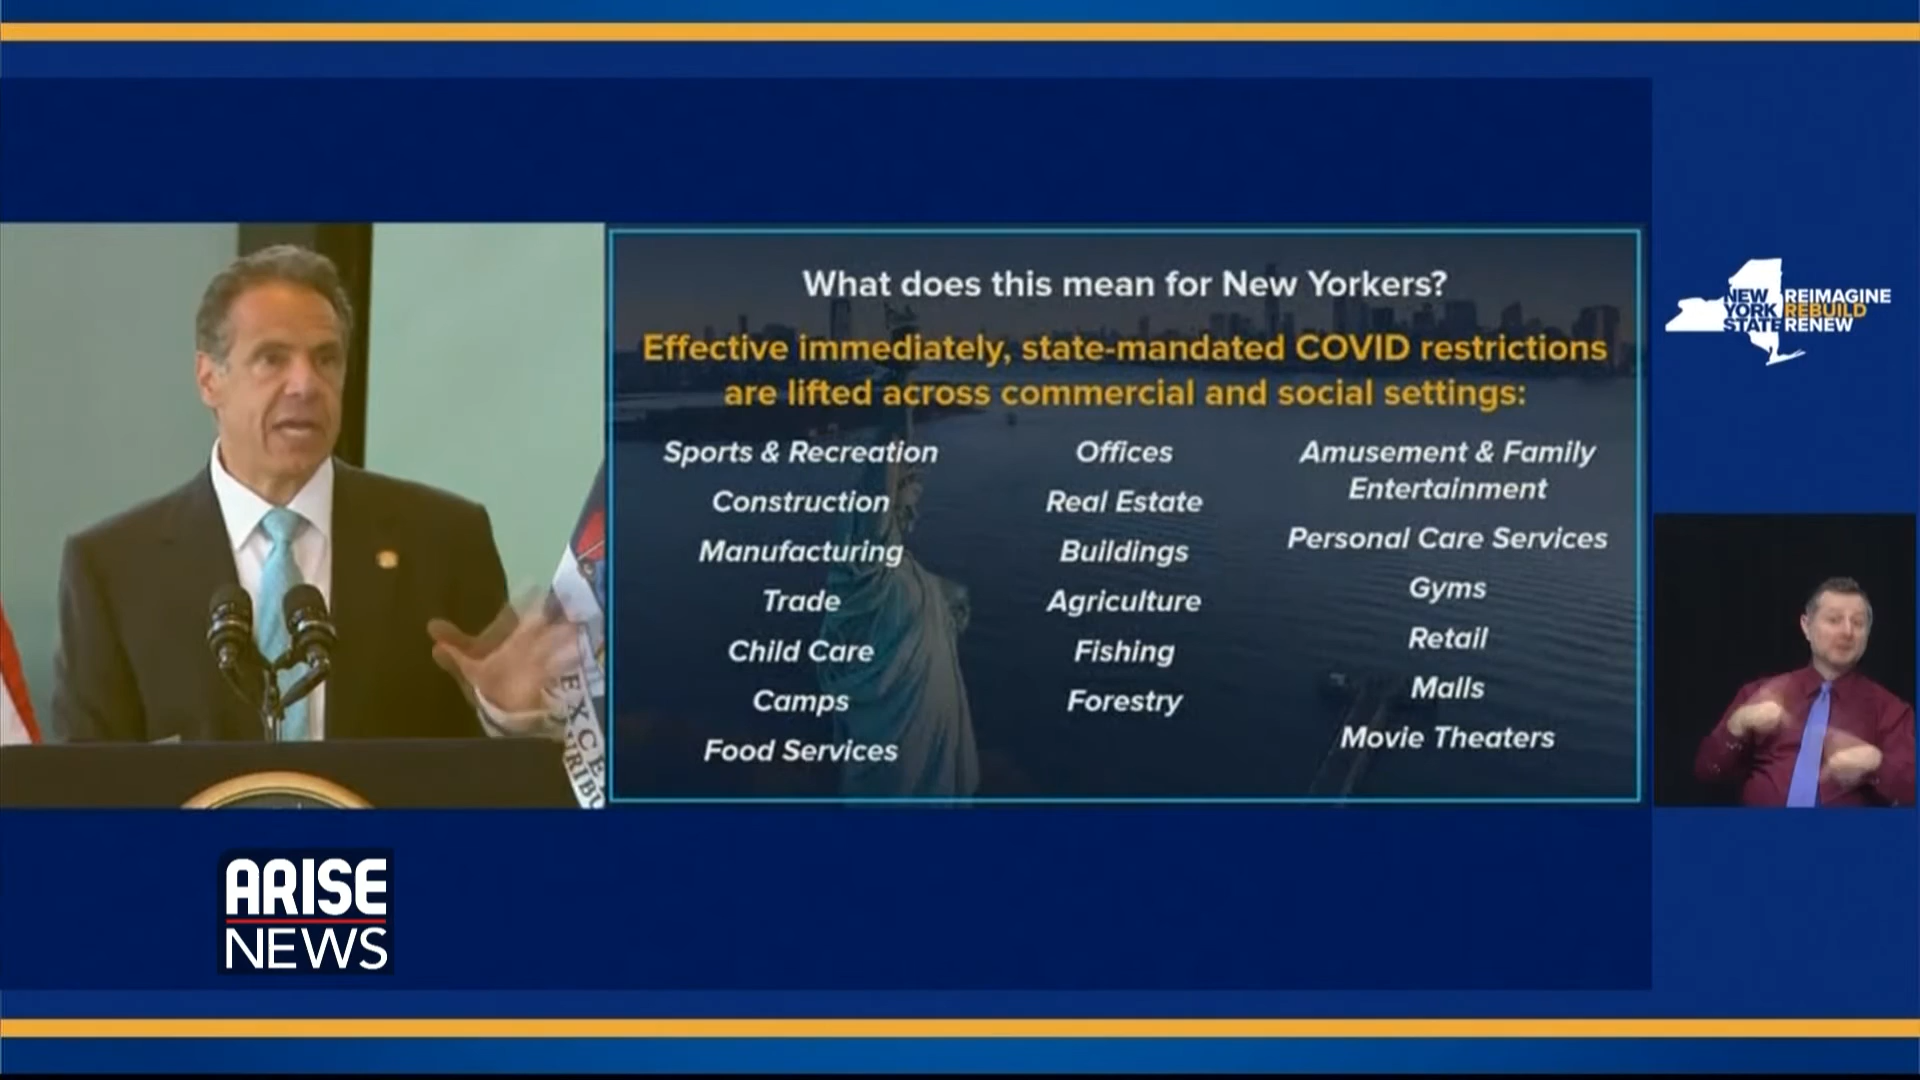 What does this mean for New Yorkers?
Effective immediately, state-mandated COVID restrictions
are lifted across commercial and social settings:
Sports & Recreation
Construction
Manufacturing
Trade
Child Care
Camps
Food Services
Offices
Real Estate
Buildings
Agriculture
Fishing
Forestry
Amusement & Family
Entertainment
Personal Care Services
Gyms
Retail
Malls
Movie Theaters
NEW
YORK
STATE
REIMAGINE
REBUILD
RENEW
EXCE
ARISE
NEWS